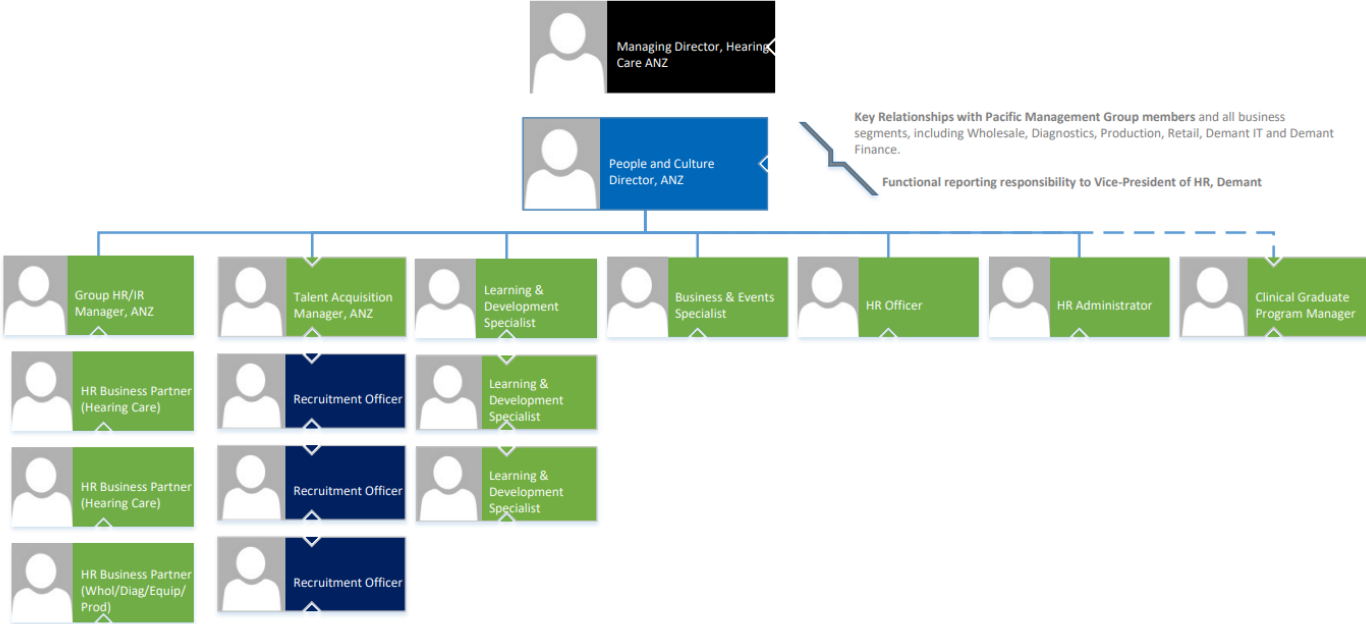 Managing Director, Hearing
Care ANZ
Key Relationships with Pacific Management Group members and all business
segments, including Wholesale, Diagnostics, Production, Retail, Demant IT and Demant
Finance.
People and Culture
Director, ANZ
Functional reporting responsibility to Vice-President of HR, Demant
Group HR/IR
Manager, ANZ
Talent Acquisition
Manager, ANZ
Learning &
Development
Specialist
Business & Events
Specialist
HR Officer
HR Administrator
Clinical Graduate
Program Manager
HR Business Partner
(Hearing Care)
Recruitment Officer
Learning &
Development
Specialist
HR Business Partner
(Hearing Care)
Recruitment Officer
Learning &
Development
Specialist
HR Business Partner
(Whol/Diag/Equip/
Prod)
Recruitment Officer